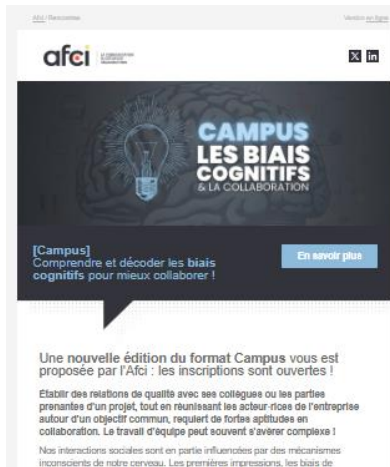 Afci / Rencontres
Version en ligne
afci
X in
CAMPUS
LES BIAIS
COGNITIFS
& LA COLLABORATION
[Campus]
Comprendre et décoder les biais
cognitifs pour mieux collaborer !
En savoir plus
Une nouvelle édition du format Campus vous est
proposée par l'Afci : les inscriptions sont ouvertes !
Établir des relations de qualité avec ses collègues ou les parties
prenantes d'un projet, tout en réunissant les acteur·rices de l'entreprise
autour d'un objectif commun, requiert de fortes aptitudes en
collaboration. Le travail d'équipe peut souvent s'avérer complexe !
Nos interactions sociales sont en partie influencées par des mécanismes
inconscients de notre cerveau. Les premières impressions, les biais de